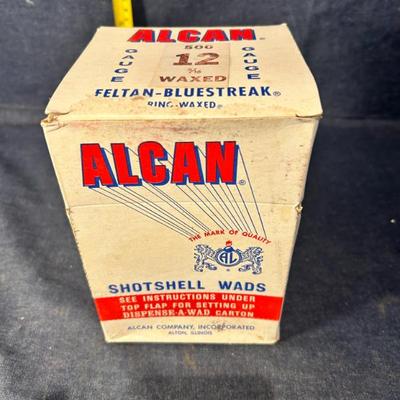 ALCAN
500
GAUGE 12 GAUGE
WAXED
FELTAN-BLUESTREAK®
RING-WAXED
ALCAN®
THE MARK OF QUALITY
AL
SHOTSHELL WADS
SEE INSTRUCTIONS UNDER
TOP FLAP FOR SETTING UP
DISPENSE-A-WAD CARTON
ALCAN COMPANY, INCORPORATED
ALTON, ILLINOIS